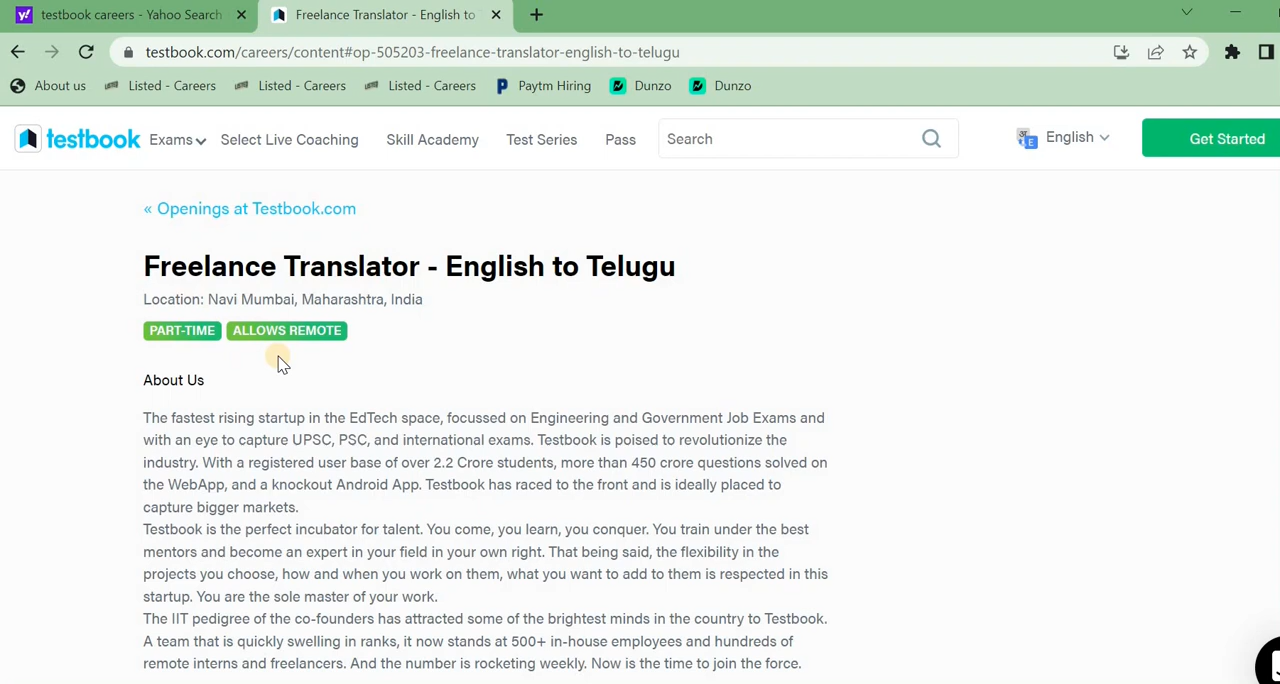 testbook careers - Yahoo Search
Freelance Translator - English to
testbook.com/careers/content#op-505203-freelance-translator-english-to-telugu
About us
Listed - Careers
Listed - Careers
Listed - Careers
Paytm Hiring
Dunzo
Dunzo
testbook
Exams
Select Live Coaching
Skill Academy
Test Series
Pass
Search
English
Get Started
« Openings at Testbook.com
Freelance Translator - English to Telugu
Location: Navi Mumbai, Maharashtra, India
PART-TIME
ALLOWS REMOTE
About Us
The fastest rising startup in the EdTech space, focussed on Engineering and Government Job Exams and
with an eye to capture UPSC, PSC, and international exams. Testbook is poised to revolutionize the
industry. With a registered user base of over 2.2 Crore students, more than 450 crore questions solved on
the WebApp, and a knockout Android App. Testbook has raced to the front and is ideally placed to
capture bigger markets.
Testbook is the perfect incubator for talent. You come, you learn, you conquer. You train under the best
mentors and become an expert in your field in your own right. That being said, the flexibility in the
projects you choose, how and when you work on them, what you want to add to them is respected in this
startup. You are the sole master of your work.
The IIT pedigree of the co-founders has attracted some of the brightest minds in the country to Testbook.
A team that is quickly swelling in ranks, it now stands at 500+ in-house employees and hundreds of
remote interns and freelancers. And the number is rocketing weekly. Now is the time to join the force.